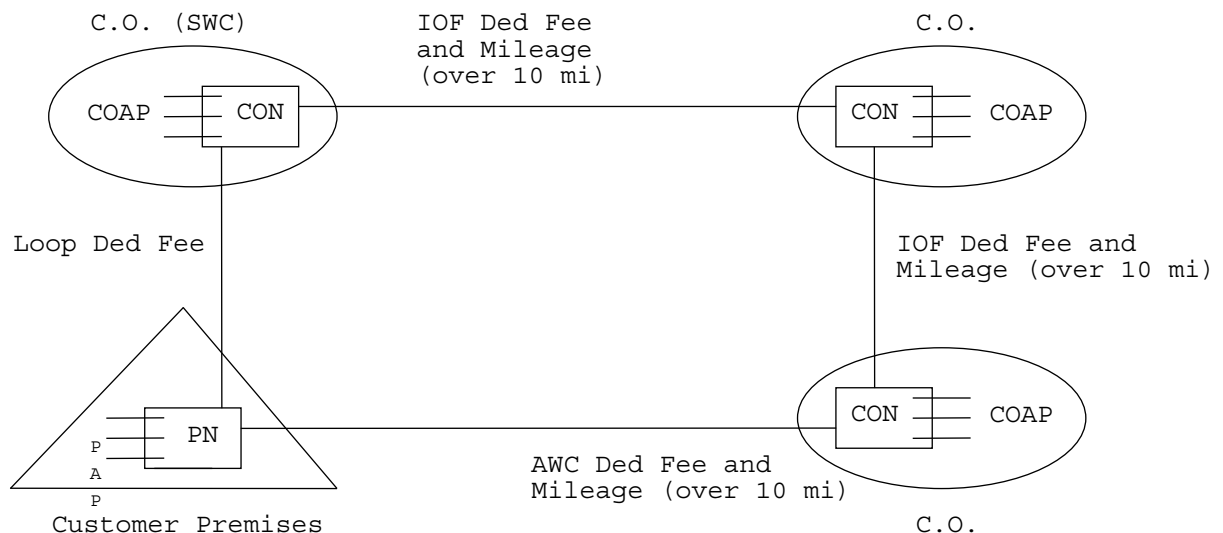 C.O. (SWC)
IOF Ded Fee
and Mileage
(over 10 mi)
C.O.
COAP
CON
CON
COAP
Loop Ded Fee
IOF Ded Fee and
Mileage (over 10 mi)
PN
P
A
P
CON
COAP
AWC Ded Fee and
Mileage (over 10 mi)
Customer Premises
C.O.